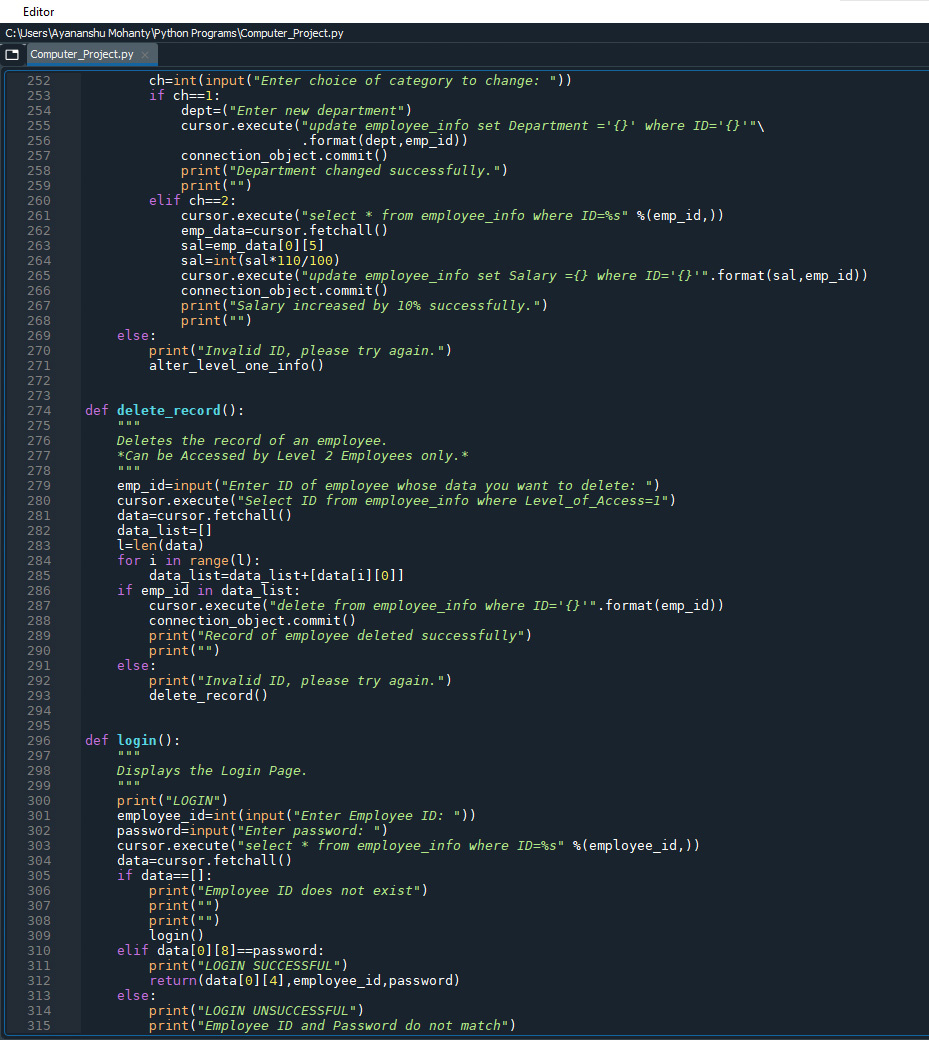 Editor
C:\Users\Ayananshu Mohanty\Python Programs\Computer_Project.py
Computer_Project.py
252         ch=int(input("Enter choice of category to change: "))
253         if ch==1:
254             dept=("Enter new department")
255             cursor.execute("update employee_info set Department ='{}' where ID='{}'"\
256                            .format(dept,emp_id))
257             connection_object.commit()
258             print("Department changed successfully.")
259             print("")
260         elif ch==2:
261             cursor.execute("select * from employee_info where ID=%s" %(emp_id,))
262             emp_data=cursor.fetchall()
263             sal=emp_data[0][5]
264             sal=int(sal*110/100)
265             cursor.execute("update employee_info set Salary ={} where ID='{}'".format(sal,emp_id))
266             connection_object.commit()
267             print("Salary increased by 10% successfully.")
268             print("")
269     else:
270         print("Invalid ID, please try again.")
271         alter_level_one_info()
272
273
274 def delete_record():
275     """
276     Deletes the record of an employee.
277     *Can be Accessed by Level 2 Employees only.*
278     """
279     emp_id=input("Enter ID of employee whose data you want to delete: ")
280     cursor.execute("Select ID from employee_info where Level_of_Access=1")
281     data=cursor.fetchall()
282     data_list=[]
283     l=len(data)
284     for i in range(l):
285         data_list=data_list+[data[i][0]]
286     if emp_id in data_list:
287         cursor.execute("delete from employee_info where ID='{}'".format(emp_id))
288         connection_object.commit()
289         print("Record of employee deleted successfully")
290         print("")
291     else:
292         print("Invalid ID, please try again.")
293         delete_record()
294
295
296 def login():
297     """
298     Displays the Login Page.
299     """
300     print("LOGIN")
301     employee_id=int(input("Enter Employee ID: "))
302     password=input("Enter password: ")
303     cursor.execute("select * from employee_info where ID=%s" %(employee_id,))
304     data=cursor.fetchall()
305     if data==[]:
306         print("Employee ID does not exist")
307         print("")
308         print("")
309         login()
310     elif data[0][8]==password:
311         print("LOGIN SUCCESSFUL")
312         return(data[0][4],employee_id,password)
313     else:
314         print("LOGIN UNSUCCESSFUL")
315         print("Employee ID and Password do not match")